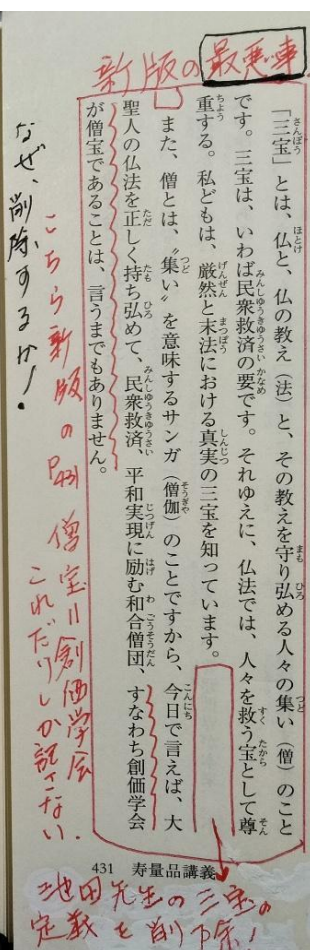 新版の最悪事
「三宝」とは、仏と、仏の教え（法）と、その教えを守り弘める人々の集い（僧）のこと
です。三宝は、いわば民衆救済の要です。それゆえに、仏法では、人々を救う宝として尊
重する。私どもは、厳然と末法における真実の三宝を知っています。
また、僧とは、〝集い〟を意味するサンガ（僧伽）のことですから、今日で言えば、大
聖人の仏法を正しく持ち弘めて、民衆救済、平和実現に励む和合僧団、すなわち創価学会
が僧宝であることは、言うまでもありません。
こちら新版のP431 僧宝＝創価学会
これだけしか記さない.
なぜ、削除するか！
431 寿量品講義
池田先生の三宝の
定義を削除！